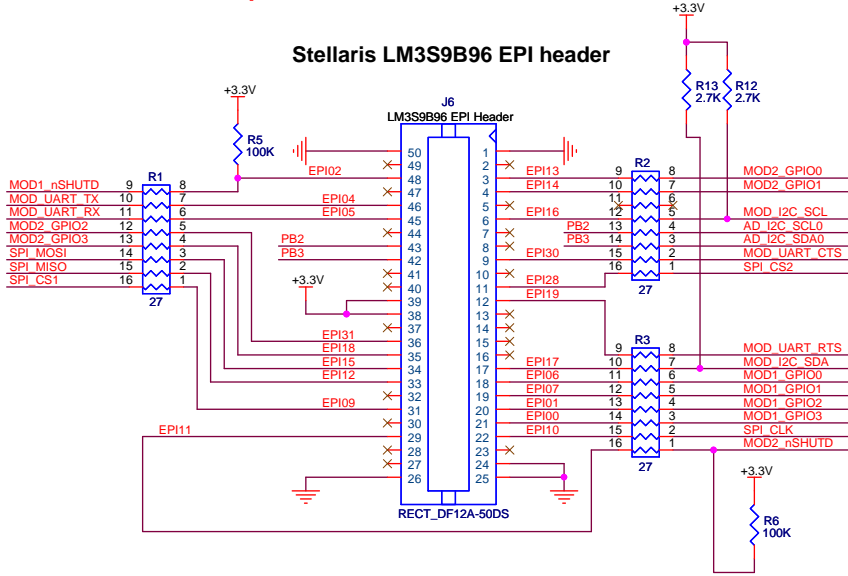 +3.3V
Stellaris LM3S9B96 EPI header
R13
2.7K
R12
2.7K
+3.3V
R5
100K
J6
LM3S9B96 EPI Header
50
49
48
47
46
45
44
43
42
41
40
39
38
37
36
35
34
33
32
31
30
29
28
27
26
1
2
3
4
5
6
7
8
9
10
11
12
13
14
15
16
17
18
19
20
21
22
23
24
25
RECT_DF12A-50DS
EPI02
EPI04
EPI05
PB2
PB3
+3.3V
EPI31
EPI18
EPI15
EPI12
EPI09
EPI11
R1
MOD1_nSHUTD 9 8
MOD_UART_TX 10 7
MOD_UART_RX 11 6
MOD2_GPIO2 12 5
MOD2_GPIO3 13 4
SPI_MOSI 14 3
SPI_MISO 15 2
SPI_CS1 16 1
27
R2
EPI13 9 8 MOD2_GPIO0
EPI14 10 7 MOD2_GPIO1
11 6
EPI16 12 5 MOD_I2C_SCL
PB2 13 4 AD_I2C_SCL0
PB3 14 3 AD_I2C_SDA0
EPI30 15 2 MOD_UART_CTS
16 1 SPI_CS2
EPI28
EPI19
27
R3
9 8 MOD_UART_RTS
EPI17 10 7 MOD_I2C_SDA
EPI06 11 6 MOD1_GPIO0
EPI07 12 5 MOD1_GPIO1
EPI01 13 4 MOD1_GPIO2
EPI00 14 3 MOD1_GPIO3
EPI10 15 2 SPI_CLK
16 1 MOD2_nSHUTD
27
+3.3V
R6
100K